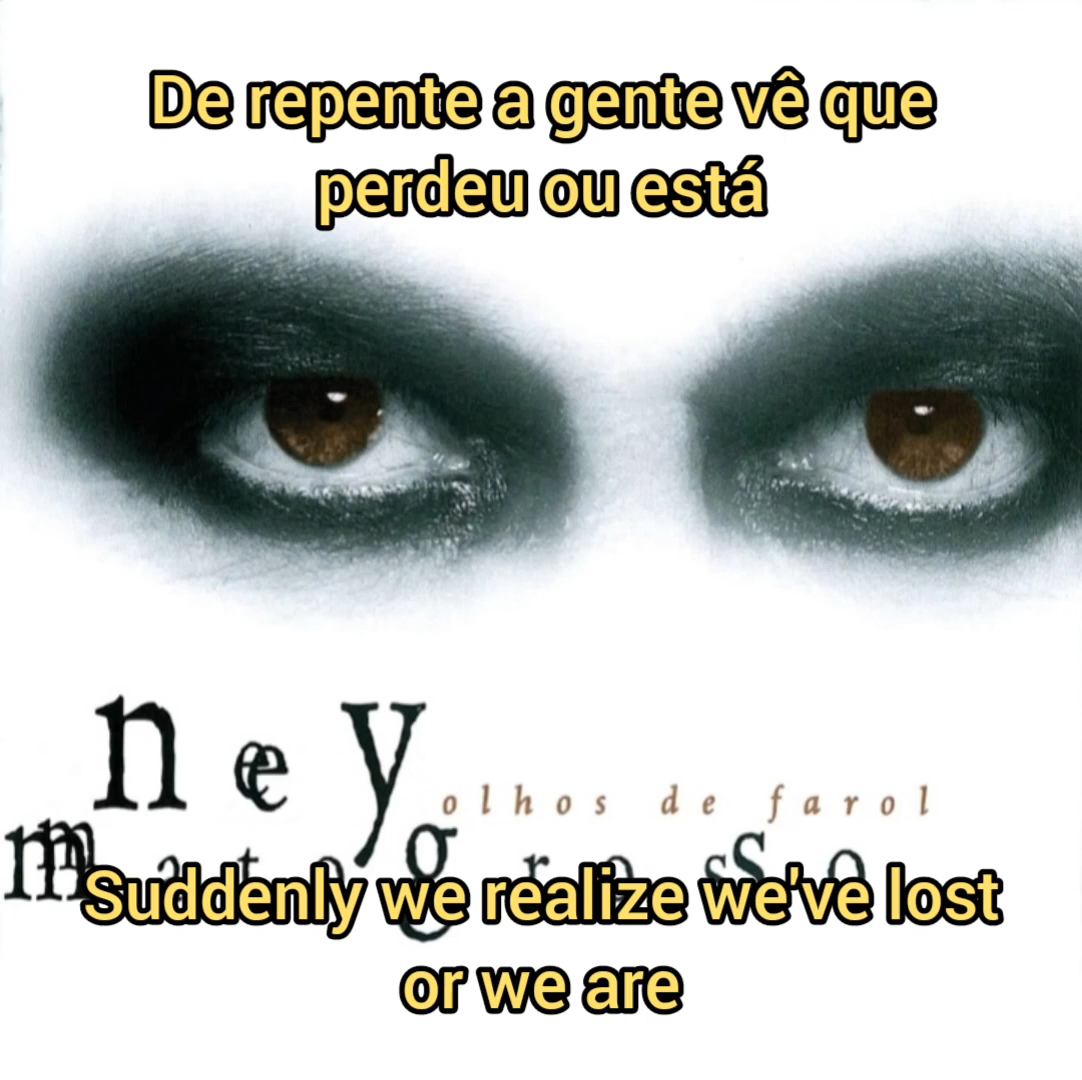 De repente a gente vê que
perdeu ou está
ney
olhos de farol
matogrosso
Suddenly we realize we've lost
or we are